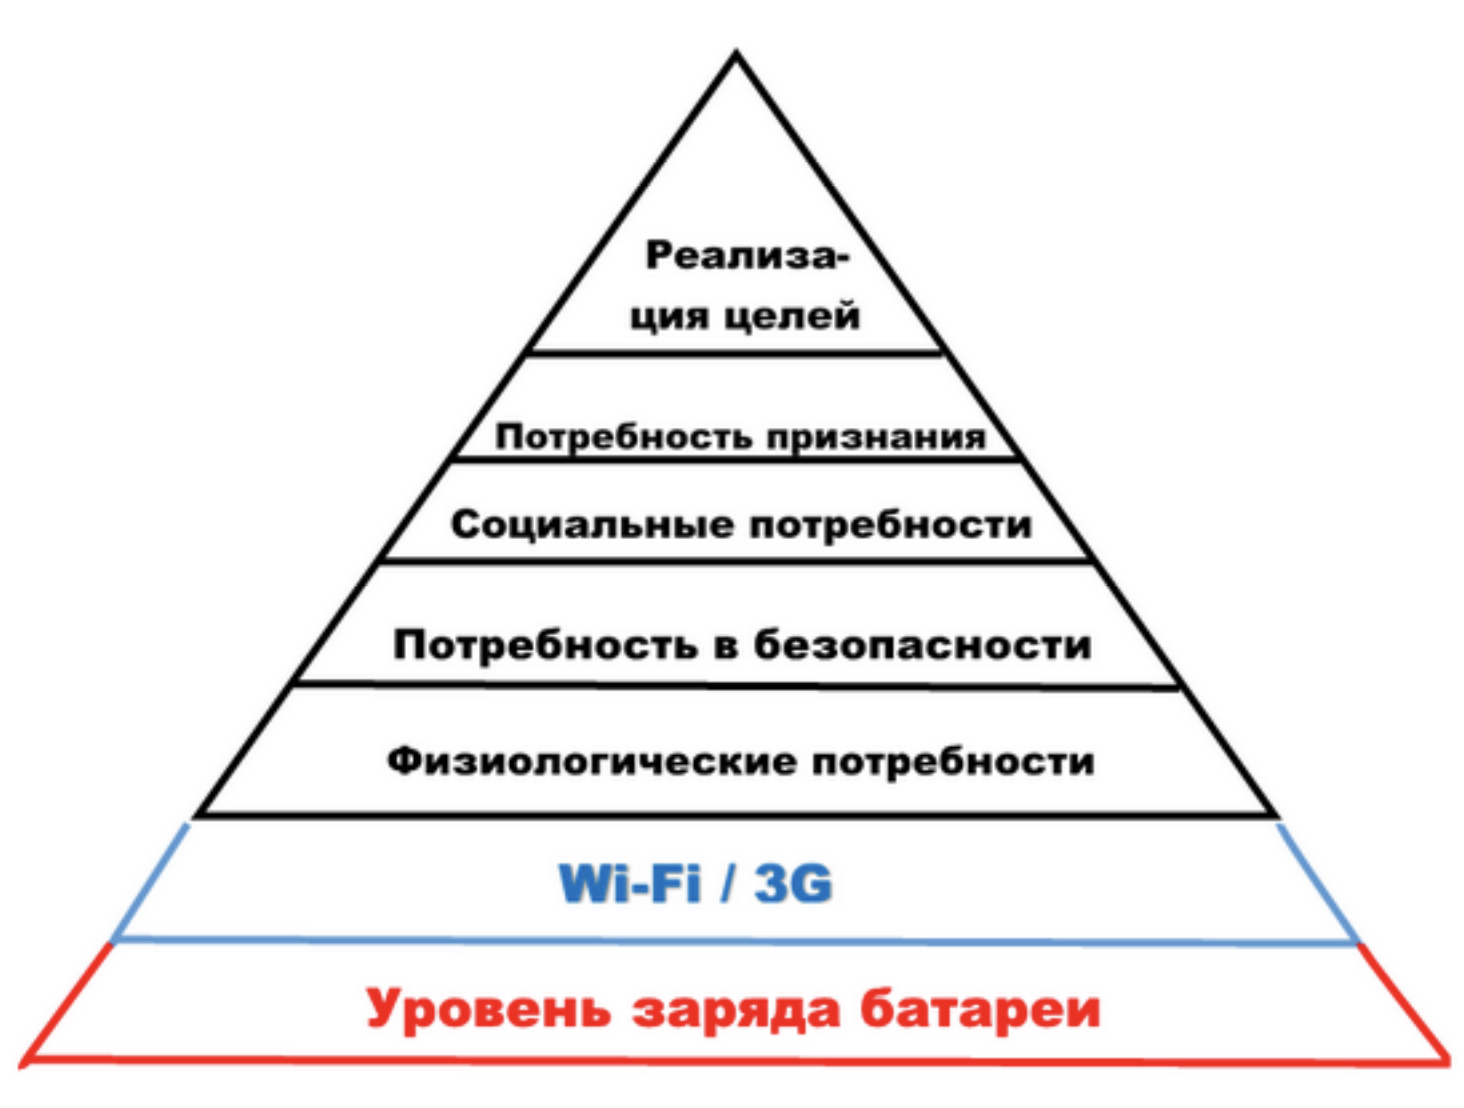 Реализа-
ция целей
Потребность признания
Социальные потребности
Потребность в безопасности
Физиологические потребности
Wi-Fi / 3G
Уровень заряда батареи